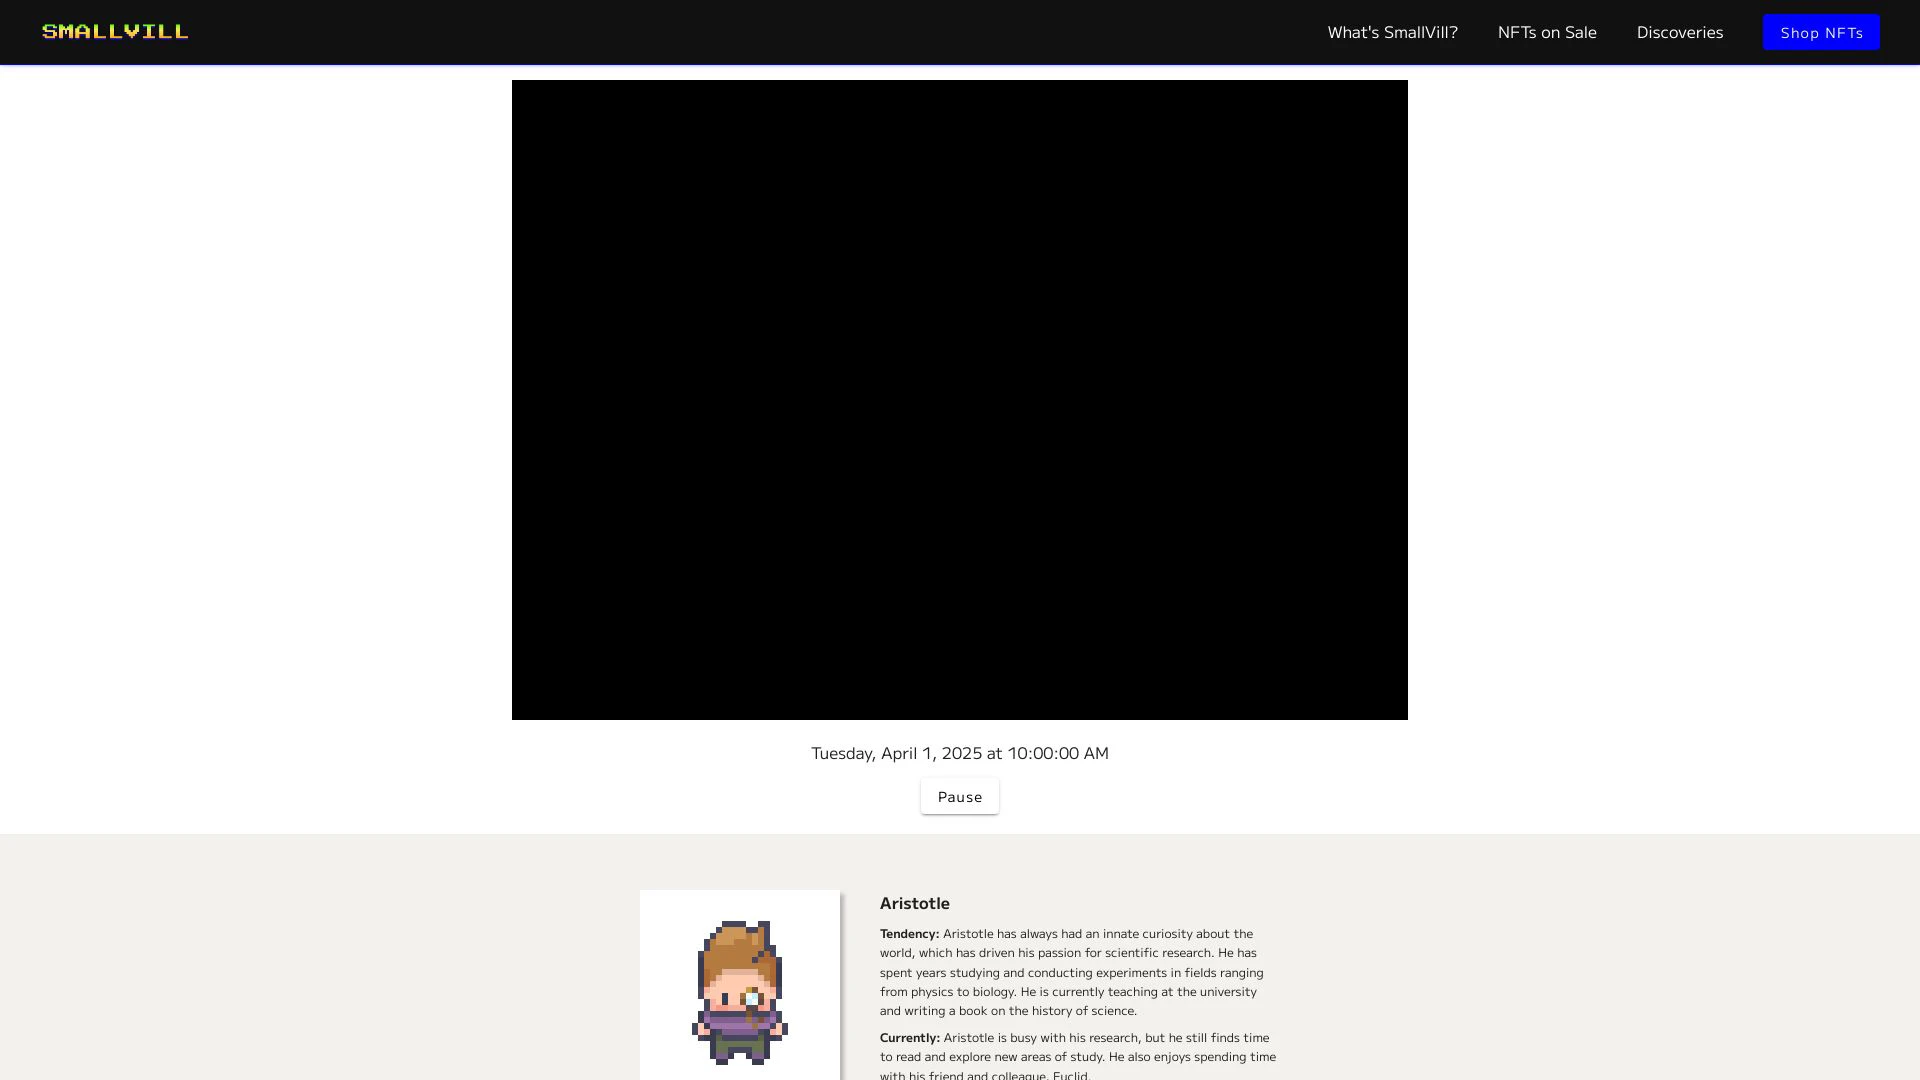 SMALLVILL
What's SmallVill?
NFTs on Sale
Discoveries
Shop NFTs
Tuesday, April 1, 2025 at 10:00:00 AM
Pause
Aristotle
Tendency: Aristotle has always had an innate curiosity about the
world, which has driven his passion for scientific research. He has
spent years studying and conducting experiments in fields ranging
from physics to biology. He is currently teaching at the university
and writing a book on the history of science.
Currently: Aristotle is busy with his research, but he still finds time
to read and explore new areas of study. He also enjoys spending time
with his friend and colleague, Euclid.